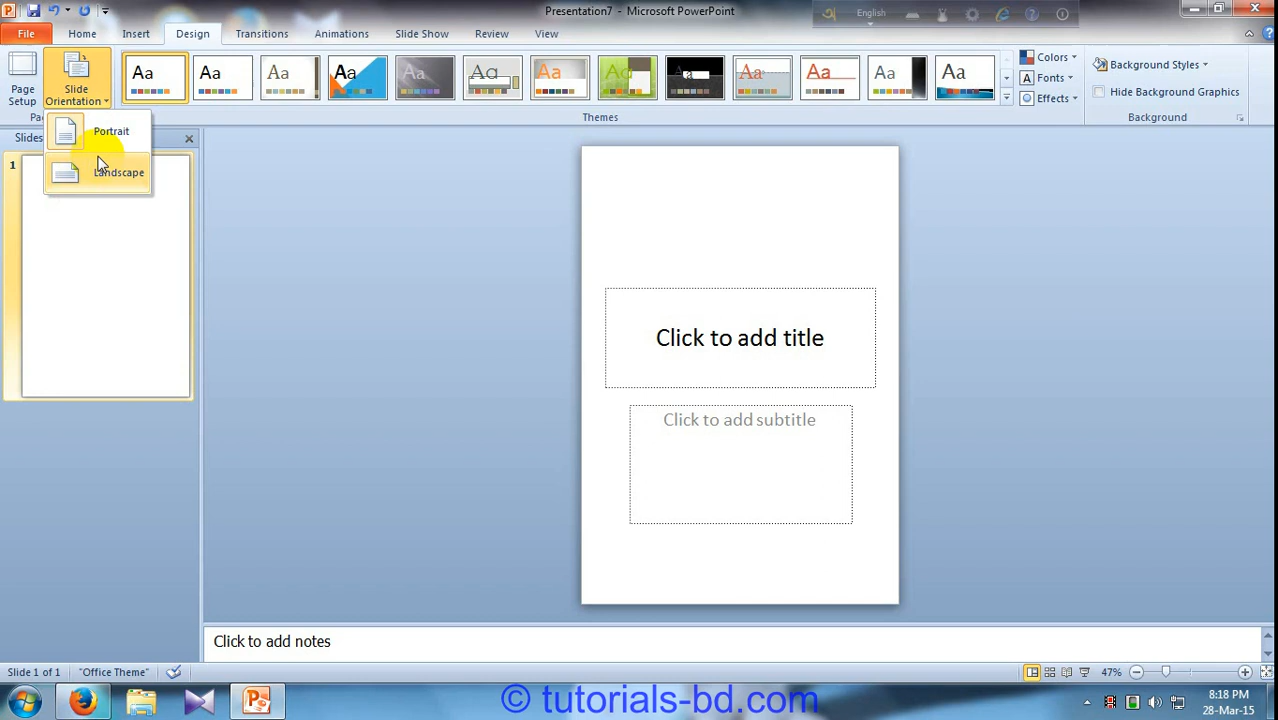 Presentation7 - Microsoft PowerPoint
English
File Home Insert Design Transitions Animations Slide Show Review View
Page
Setup
Slide
Orientation
Aa Aa Aa Aa Aa Aa Aa Aa Aa Aa Aa Aa Aa
Colors
Fonts
Effects
Background Styles
Hide Background Graphics
Pa
Themes
Background
Portrait
Landscape
Slides
1
Click to add title
Click to add subtitle
Click to add notes
Slide 1 of 1
"Office Theme"
47%
© tutorials-bd.com
8:18 PM
28-Mar-15